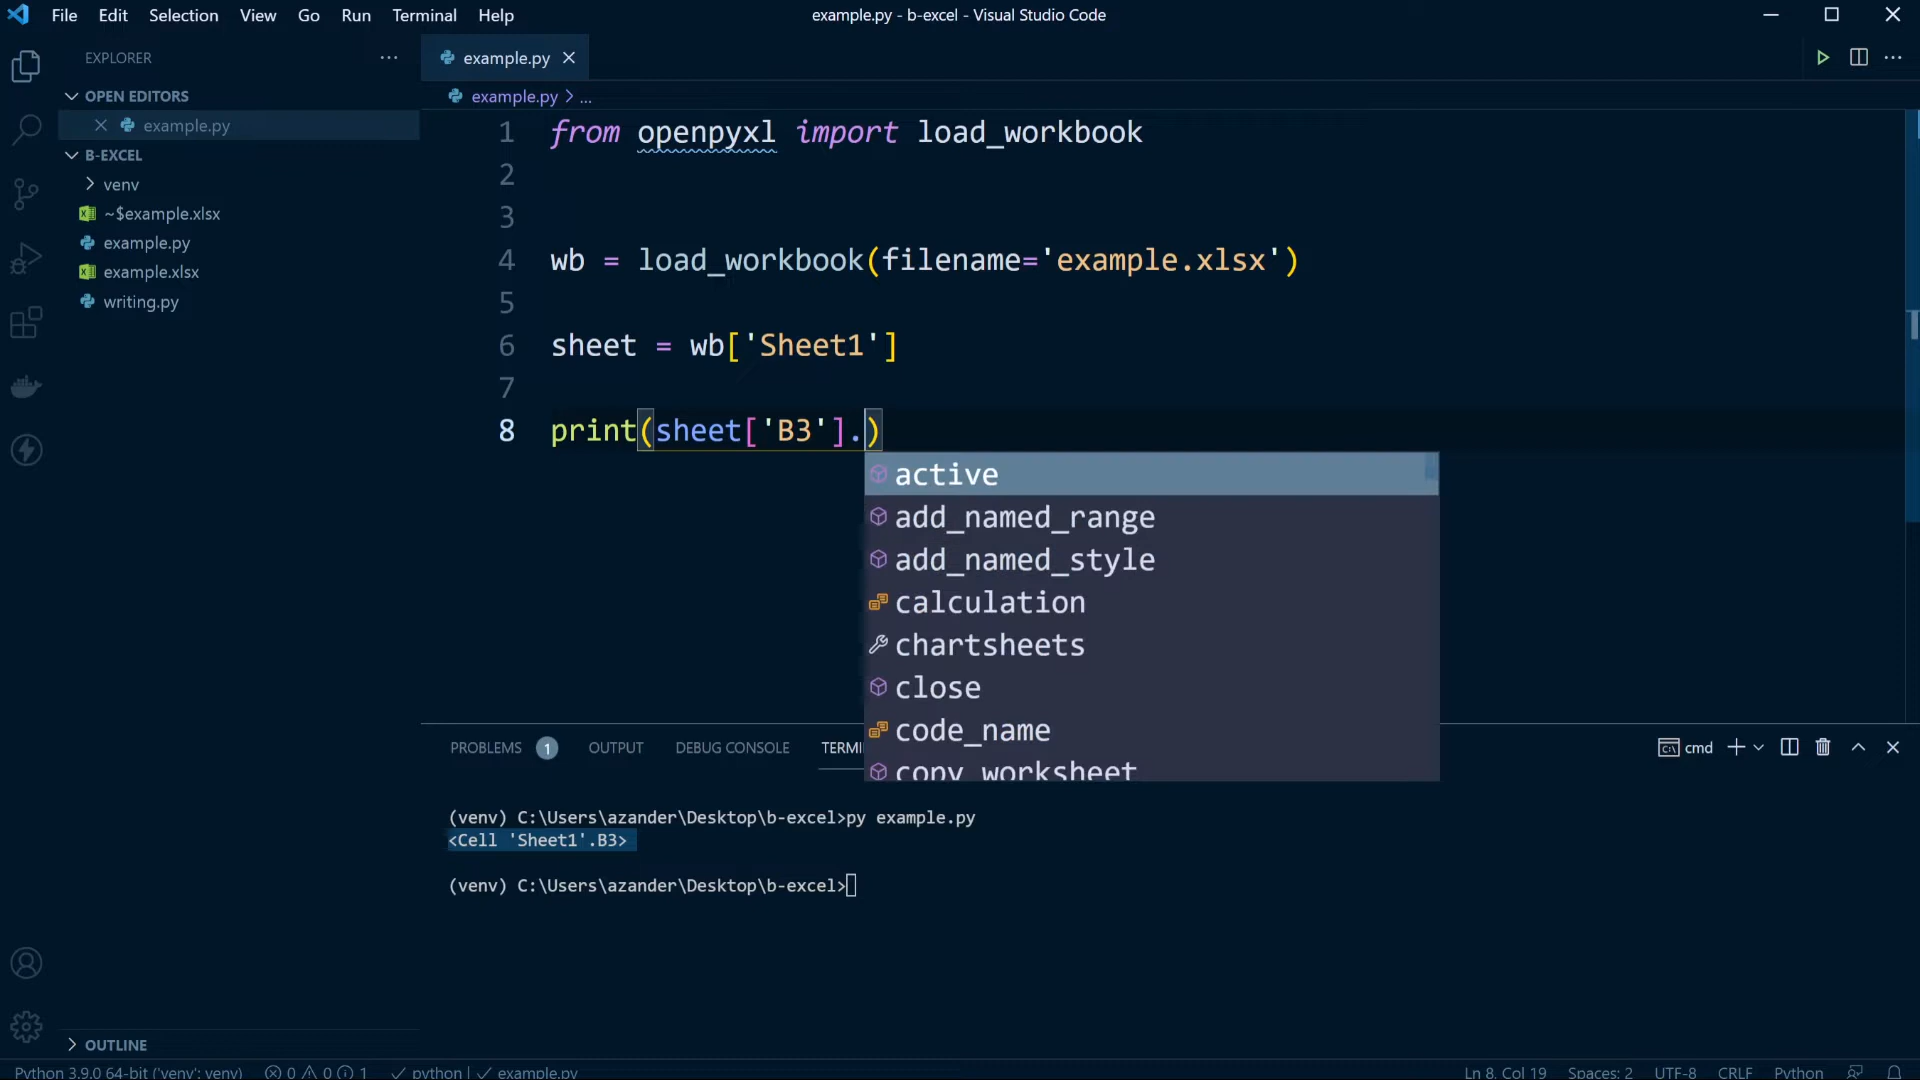 File Edit Selection View Go Run Terminal Help
example.py - b-excel - Visual Studio Code
EXPLORER
OPEN EDITORS
example.py
B-EXCEL
venv
~$example.xlsx
example.py
example.xlsx
writing.py
OUTLINE
example.py
example.py > ...
1 from openpyxl import load_workbook
2
3
4 wb = load_workbook(filename='example.xlsx')
5
6 sheet = wb['Sheet1']
7
8 print(sheet['B3'].)
active
add_named_range
add_named_style
calculation
chartsheets
close
code_name
copy_worksheet
PROBLEMS 1 OUTPUT DEBUG CONSOLE TERMI
cmd
(venv) C:\Users\azander\Desktop\b-excel>py example.py
<Cell 'Sheet1'.B3>
(venv) C:\Users\azander\Desktop\b-excel>
Python 3.9.0 64-bit ('venv': venv) 0 0 1 python | example.py Ln 8, Col 19 Spaces: 2 UTF-8 CRLF Python